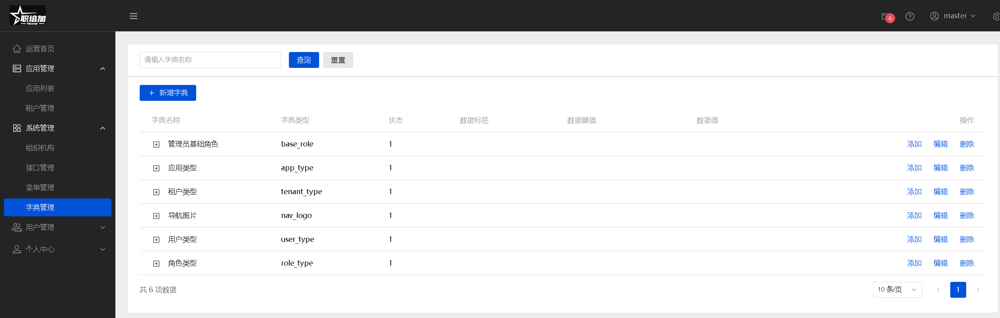 职培加
HiCareer
6
master
运营首页
应用管理
应用列表
租户管理
系统管理
组织机构
接口管理
菜单管理
字典管理
用户管理
个人中心
请输入字典名称 查询 重置
新增字典
字典名称 字典类型 状态 数据标签 数据键值 数据值 操作
管理员基础角色 base_role 1 添加 编辑 删除
应用类型 app_type 1 添加 编辑 删除
租户类型 tenant_type 1 添加 编辑 删除
导航图片 nav_logo 1 添加 编辑 删除
用户类型 user_type 1 添加 编辑 删除
角色类型 role_type 1 添加 编辑 删除
共 6 项数据 10 条/页 1